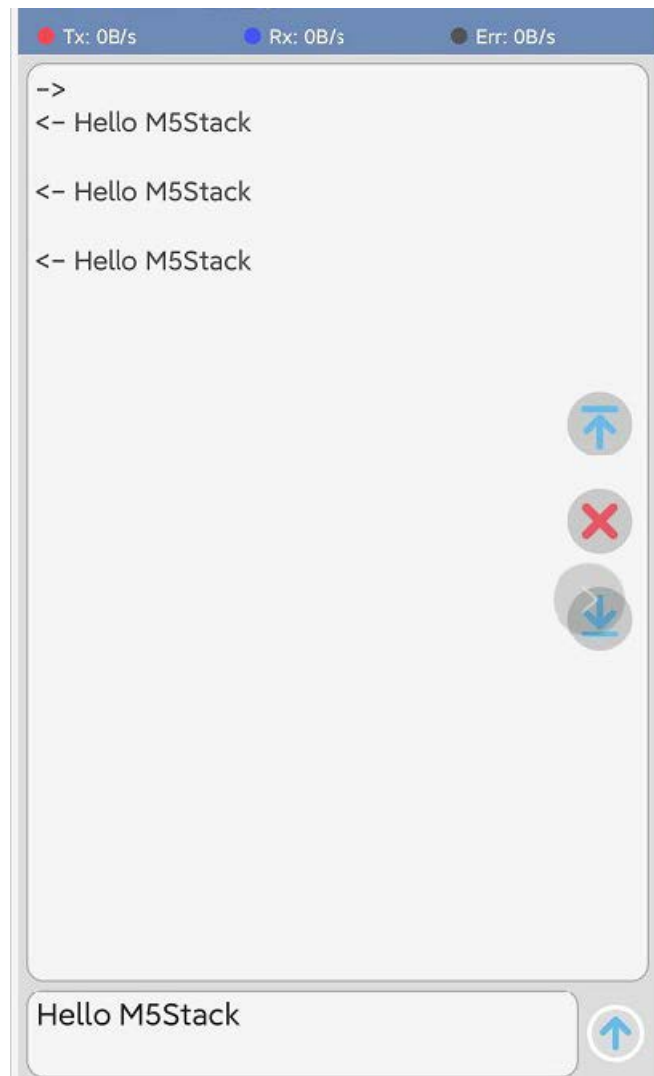 Tx: 0B/s Rx: 0B/s Err: 0B/s
->
<- Hello M5Stack
<- Hello M5Stack
<- Hello M5Stack
Hello M5Stack